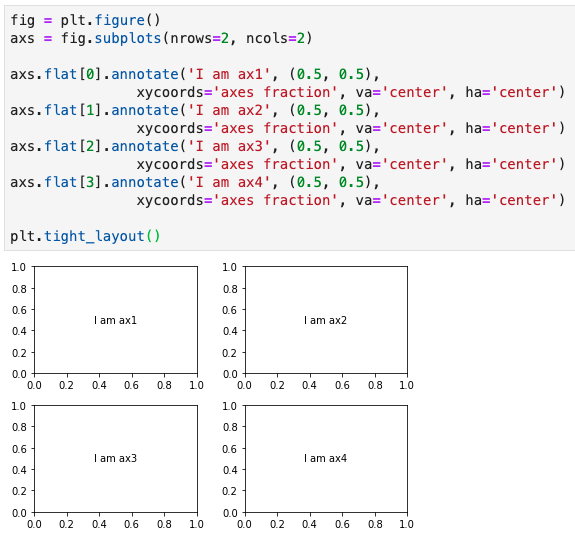 fig = plt.figure()
axs = fig.subplots(nrows=2, ncols=2)
axs.flat[0].annotate('I am ax1', (0.5, 0.5),
xycoords='axes fraction', va='center', ha='center')
axs.flat[1].annotate('I am ax2', (0.5, 0.5),
xycoords='axes fraction', va='center', ha='center')
axs.flat[2].annotate('I am ax3', (0.5, 0.5),
xycoords='axes fraction', va='center', ha='center')
axs.flat[3].annotate('I am ax4', (0.5, 0.5),
xycoords='axes fraction', va='center', ha='center')
plt.tight_layout()
1.0 1.0
0.8 0.8
0.6 0.6
I am ax1 I am ax2
0.4 0.4
0.2 0.2
0.0 0.0
0.0 0.2 0.4 0.6 0.8 1.0 0.0 0.2 0.4 0.6 0.8 1.0
1.0 1.0
0.8 0.8
0.6 0.6
I am ax3 I am ax4
0.4 0.4
0.2 0.2
0.0 0.0
0.0 0.2 0.4 0.6 0.8 1.0 0.0 0.2 0.4 0.6 0.8 1.0